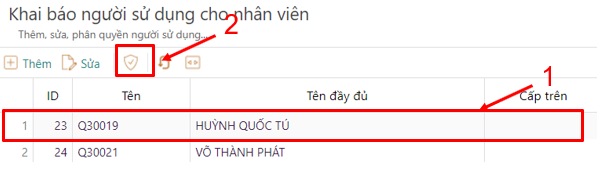 Khai báo người sử dụng cho nhân viên
Thêm, sửa, phân quyền người sử dụng... 2
Thêm Sửa
1
ID Tên Tên đầy đủ Cấp trên
1 23 Q30019 HUỲNH QUỐC TÚ
2 24 Q30021 VÕ THÀNH PHÁT